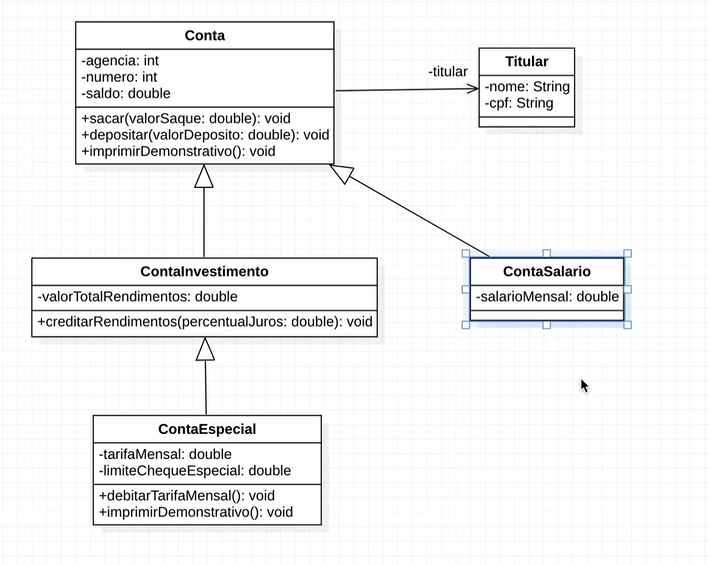 Conta
-agencia: int
-numero: int
-saldo: double
+sacar(valorSaque: double): void
+depositar(valorDeposito: double): void
+imprimirDemonstrativo(): void
-titular
Titular
-nome: String
-cpf: String
ContaInvestimento
-valorTotalRendimentos: double
+creditarRendimentos(percentualJuros: double): void
ContaSalario
-salarioMensal: double
ContaEspecial
-tarifaMensal: double
-limiteChequeEspecial: double
+debitarTarifaMensal(): void
+imprimirDemonstrativo(): void